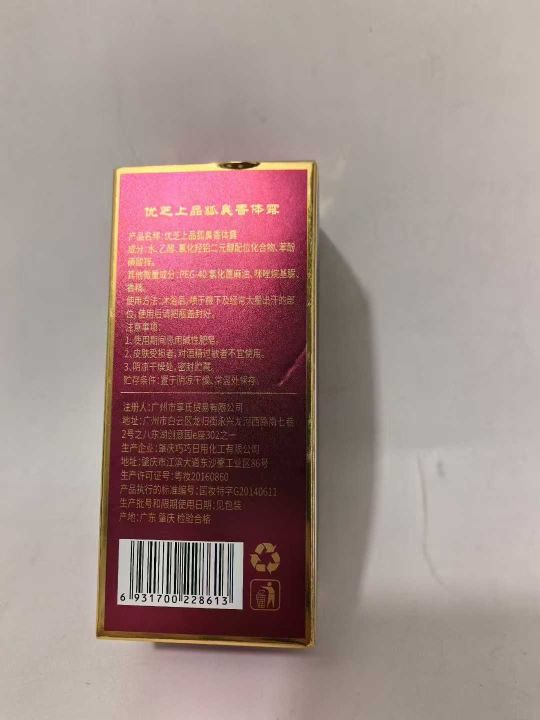 优芝上品狐臭香体露
产品名称:优芝上品狐臭香体露
成分:水、乙醇、氯化羟铝二元醇配位化合物、苯酚
磺酸锌。
其他微量成分:PEG-40 氢化蓖麻油、咪唑烷基脲、
香精。
使用方法:沐浴后,喷于腋下及经常大量出汗的部
位,使用后请把瓶盖封好。
注意事项:
1、使用期间忌用碱性肥皂。
2、皮肤受损者,对酒精过敏者不宜使用。
3、阴凉干燥处,密封贮藏。
贮存条件:置于阴凉干燥、常温处保存。
注册人:广州市李氏贸易有限公司
地址:广州市白云区龙归街永兴龙河西路南七巷
2号之八东湖创意园e座302之一
生产企业:肇庆巧巧日用化工有限公司
地址:肇庆市江滨大道东沙寮工业区86号
生产许可证号:粤妆20160860
产品执行的标准编号:国妆特字G20140611
生产批号和限期使用日期:见包装
产地:广东 肇庆 检验合格
6 931700 228613